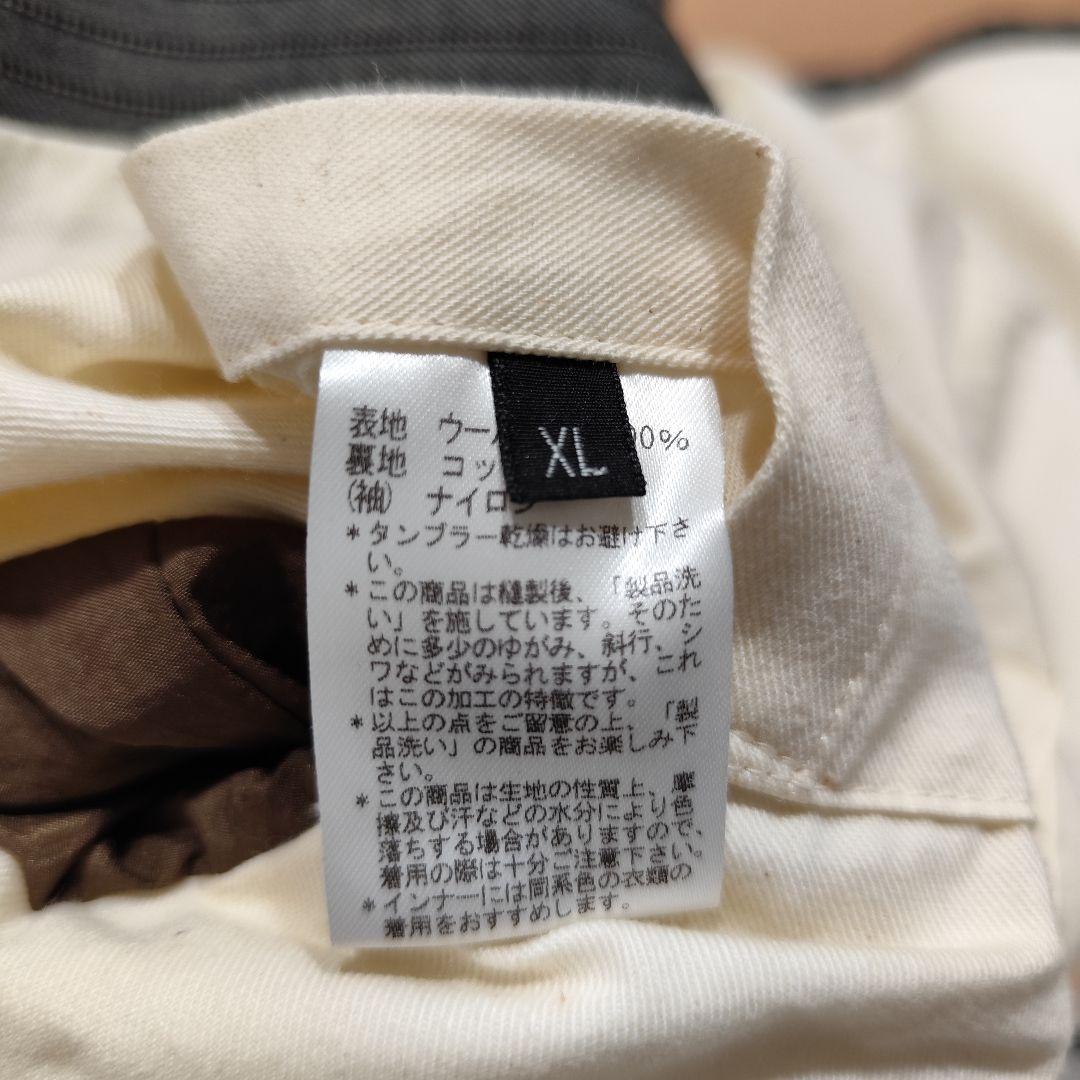 XL
表地 ウール 00%
裏地 コッ
(袖) ナイロン
*タンブラー乾燥はお避け下さ
い。
*この商品は縫製後、「製品洗
い」を施しています。そのた
めに多少のゆがみ、斜行、シ
ワなどがみられますが、これ
はこの加工の特徴です。
*以上の点をご留意の上、「製
品洗い」の商品をお楽しみ下
さい。
*この商品は生地の性質上、摩
擦及び汗などの水分により色
落ちする場合がありますので、
着用の際は十分ご注意下さい。
*インナーには同系色の衣類の
着用をおすすめします。